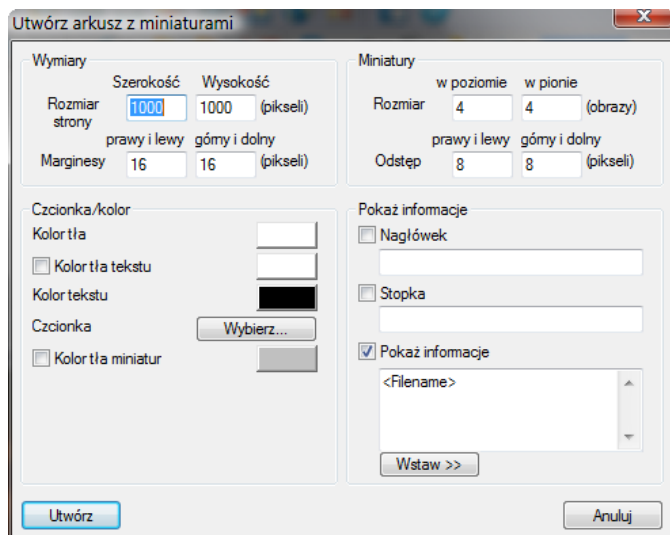 Utwórz arkusz z miniaturami
Wymiary
Szerokość Wysokość
Rozmiar strony 1000 1000 (pikseli)
prawy i lewy górny i dolny
Marginesy 16 16 (pikseli)
Miniatury
w poziomie w pionie
Rozmiar 4 4 (obrazy)
prawy i lewy górny i dolny
Odstęp 8 8 (pikseli)
Czcionka/kolor
Kolor tła
Kolor tła tekstu
Kolor tekstu
Czcionka Wybierz...
Kolor tła miniatur
Pokaż informacje
Nagłówek
Stopka
Pokaż informacje
<Filename>
Wstaw >>
Utwórz Anuluj